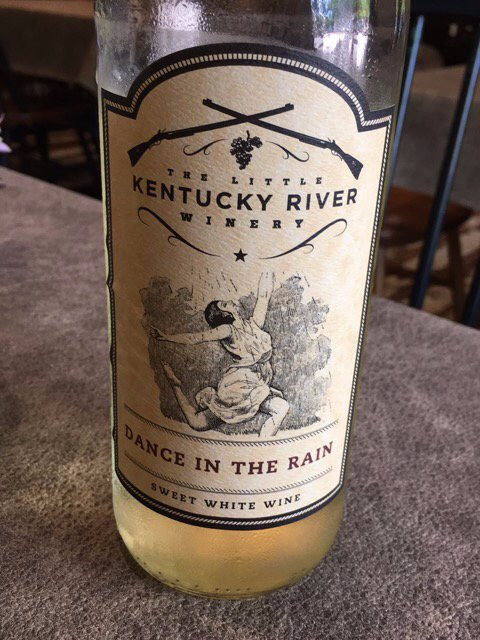 THE LITTLE
KENTUCKY RIVER
WINERY
DANCE IN THE RAIN
SWEET WHITE WINE